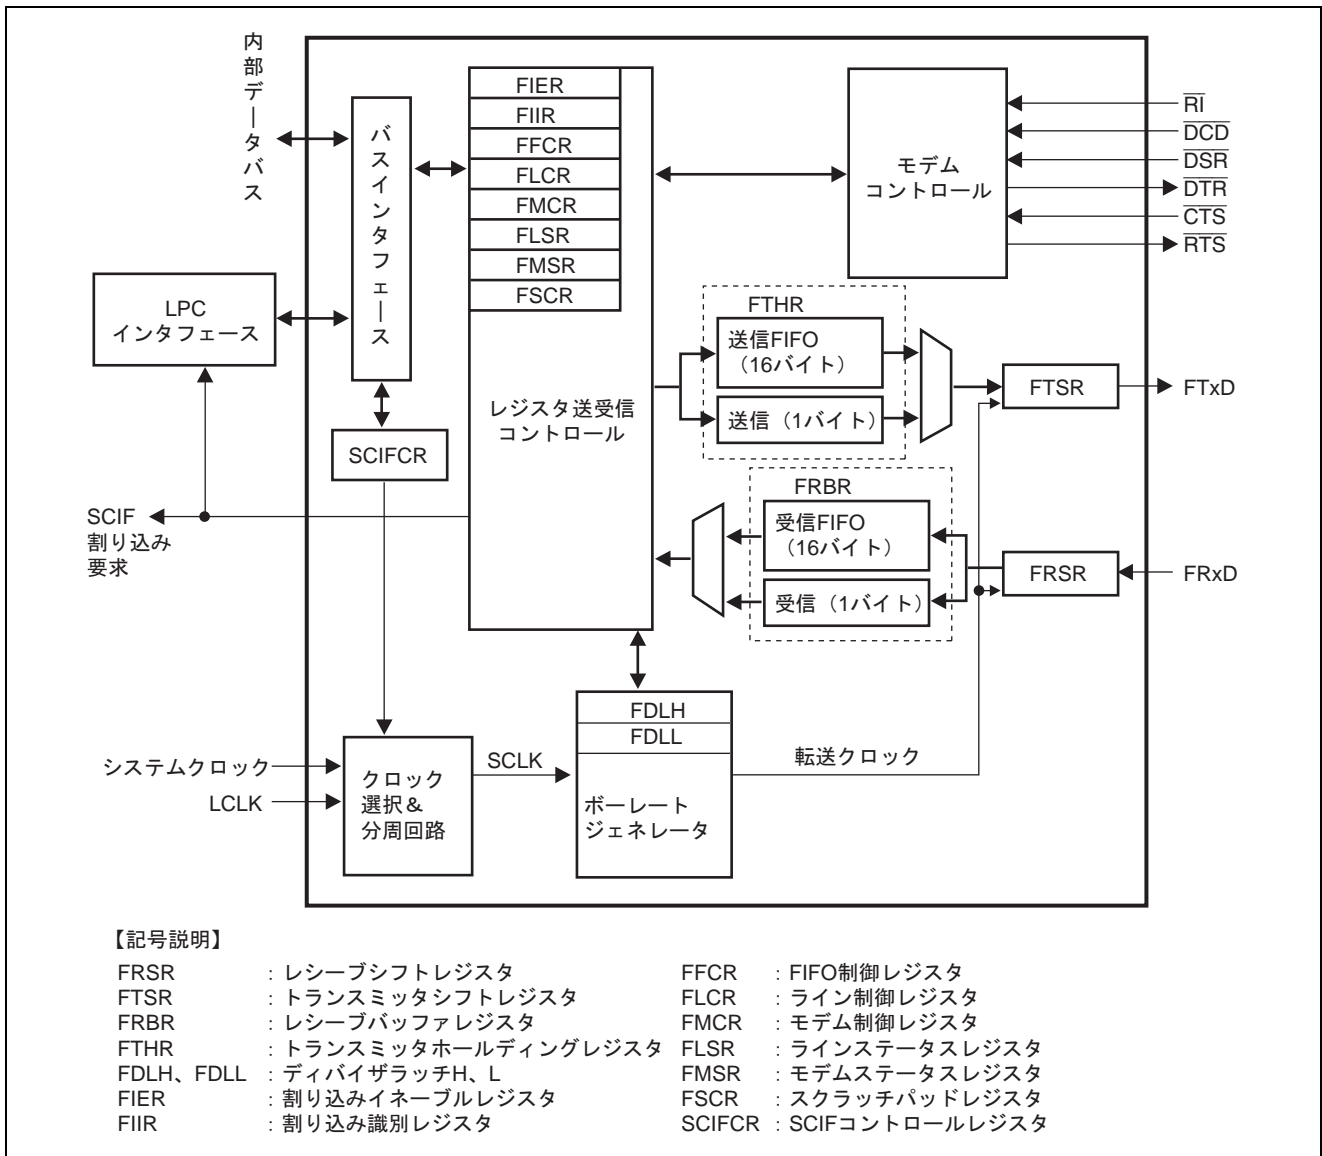 内部データバス
バスインタフェース
FIER
FIIR
FFCR
FLCR
FMCR
FLSR
FMSR
FSCR
レジスタ送受信
コントロール
モデム
コントロール
RI
DCD
DSR
DTR
CTS
RTS
LPC
インタフェース
SCIFCR
SCIF
割り込み
要求
FTHR
送信FIFO
（16バイト）
送信（1バイト）
FTSR
FTxD
FRBR
受信FIFO
（16バイト）
受信（1バイト）
FRSR
FRxD
システムクロック
LCLK
クロック
選択＆
分周回路
SCLK
FDLH
FDLL
ボーレート
ジェネレータ
転送クロック
【記号説明】
FRSR : レシーブシフトレジスタ
FTSR : トランスミッタシフトレジスタ
FRBR : レシーブバッファレジスタ
FTHR : トランスミッタホールディングレジスタ
FDLH、FDLL : ディバイザラッチH、L
FIER : 割り込みイネーブルレジスタ
FIIR : 割り込み識別レジスタ
FFCR : FIFO制御レジスタ
FLCR : ライン制御レジスタ
FMCR : モデム制御レジスタ
FLSR : ラインステータスレジスタ
FMSR : モデムステータスレジスタ
FSCR : スクラッチパッドレジスタ
SCIFCR : SCIFコントロールレジスタ